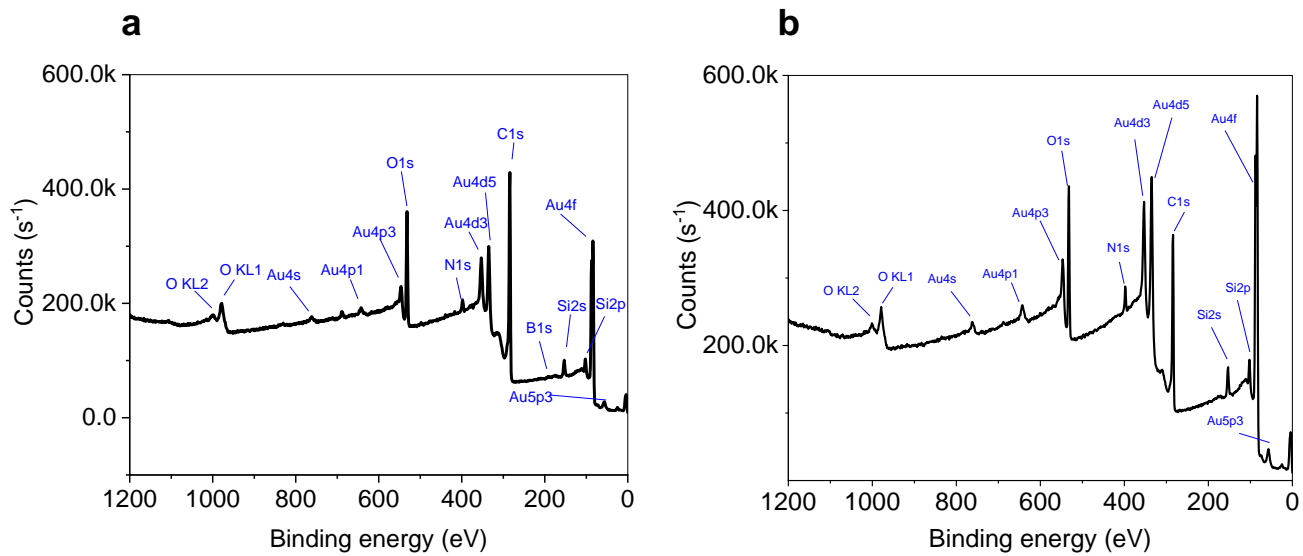 a
600.0k
400.0k
200.0k
0.0
Counts (s⁻¹)
O KL2
O KL1
Au4s
Au4p1
Au4p3
O1s
N1s
Au4d3
Au4d5
C1s
B1s
Si2s
Au4f
Si2p
Au5p3
1200 1000 800 600 400 200 0
Binding energy (eV)
b
600.0k
400.0k
200.0k
Counts (s⁻¹)
O KL2
O KL1
Au4s
Au4p1
Au4p3
O1s
N1s
Au4d3
Au4d5
C1s
Si2s
Au4f
Si2p
Au5p3
1200 1000 800 600 400 200 0
Binding energy (eV)